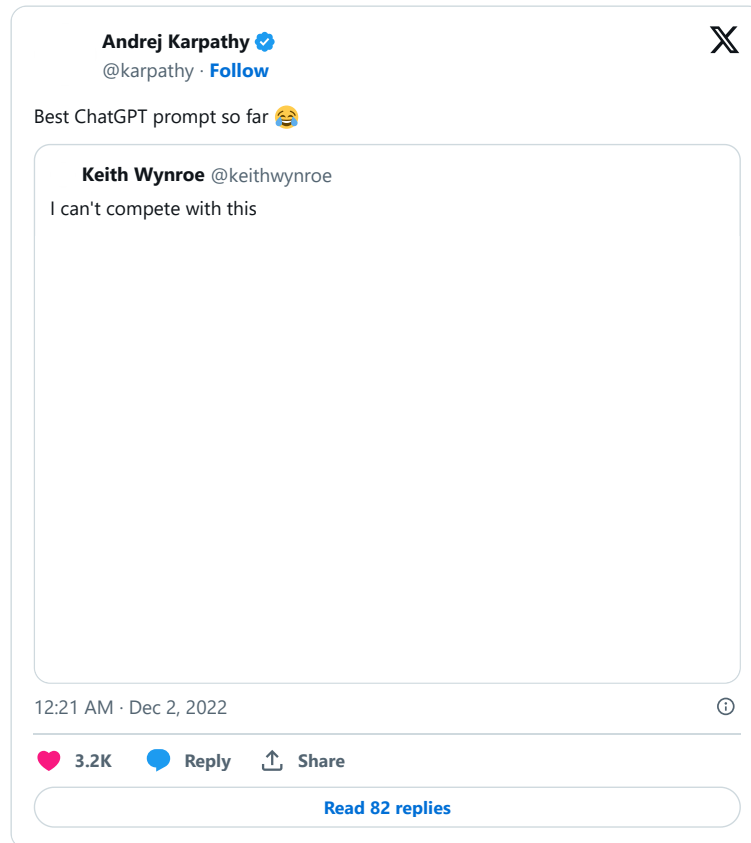 Andrej Karpathy
@karpathy · Follow
Best ChatGPT prompt so far 😂
Keith Wynroe @keithwynroe
I can't compete with this
12:21 AM · Dec 2, 2022
3.2K Reply Share
Read 82 replies